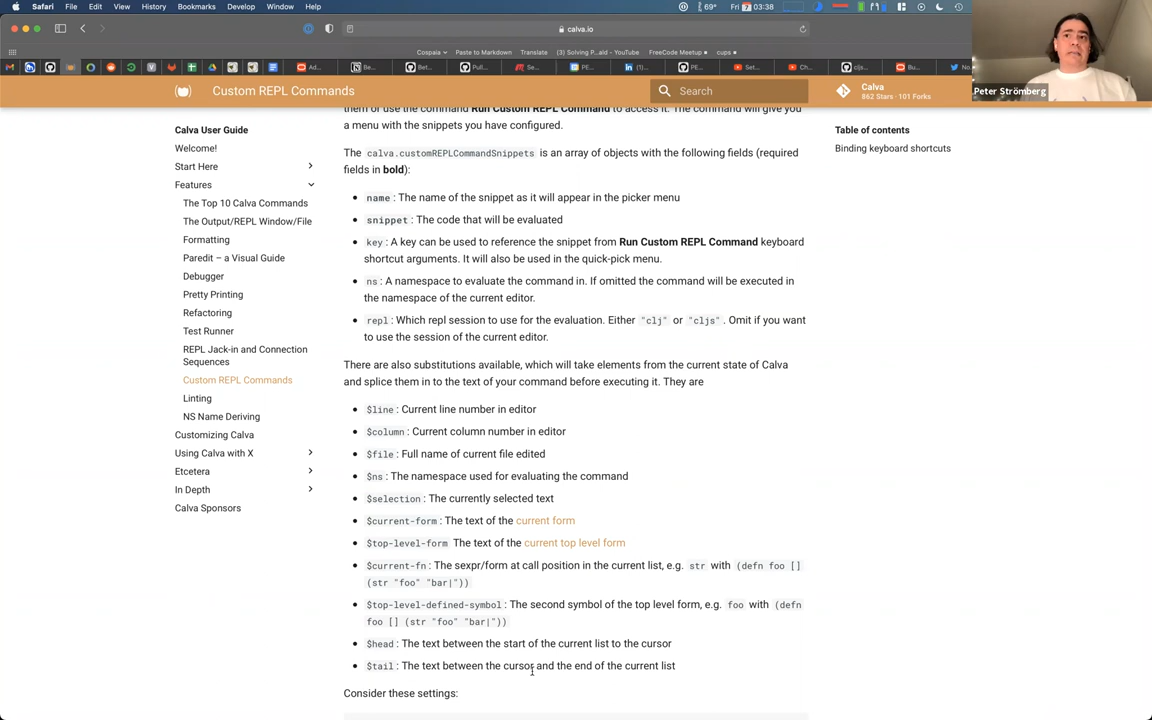 Safari File Edit View History Bookmarks Develop Window Help
69° Fri 7 03:38
calva.io
Cospaia Paste to Markdown Translate (3) Solving P...ald - YouTube FreeCode Meetup cups
Ad... Be... Bet... Pull... Se... PE... (1)... PE... Set... Ch... cljs... Bu... No
Custom REPL Commands
Search
Calva
862 Stars · 101 Forks
Peter Strömberg
Calva User Guide
Welcome!
Start Here
Features
The Top 10 Calva Commands
The Output/REPL Window/File
Formatting
Paredit – a Visual Guide
Debugger
Pretty Printing
Refactoring
Test Runner
REPL Jack-in and Connection
Sequences
Custom REPL Commands
Linting
NS Name Deriving
Customizing Calva
Using Calva with X
Etcetera
In Depth
Calva Sponsors
them or use the command Run Custom REPL Command to access it. The command will give you
a menu with the snippets you have configured.
The calva.customREPLCommandSnippets is an array of objects with the following fields (required
fields in bold):
name : The name of the snippet as it will appear in the picker menu
snippet : The code that will be evaluated
key : A key can be used to reference the snippet from Run Custom REPL Command keyboard
shortcut arguments. It will also be used in the quick-pick menu.
ns : A namespace to evaluate the command in. If omitted the command will be executed in
the namespace of the current editor.
repl : Which repl session to use for the evaluation. Either "clj" or "cljs" . Omit if you want
to use the session of the current editor.
There are also substitutions available, which will take elements from the current state of Calva
and splice them in to the text of your command before executing it. They are
$line : Current line number in editor
$column : Current column number in editor
$file : Full name of current file edited
$ns : The namespace used for evaluating the command
$selection : The currently selected text
$current-form : The text of the current form
$top-level-form The text of the current top level form
$current-fn : The sexpr/form at call position in the current list, e.g. str with (defn foo []
(str "foo" "bar|"))
$top-level-defined-symbol : The second symbol of the top level form, e.g. foo with (defn
foo [] (str "foo" "bar|"))
$head : The text between the start of the current list to the cursor
$tail : The text between the cursor and the end of the current list
Consider these settings:
Table of contents
Binding keyboard shortcuts